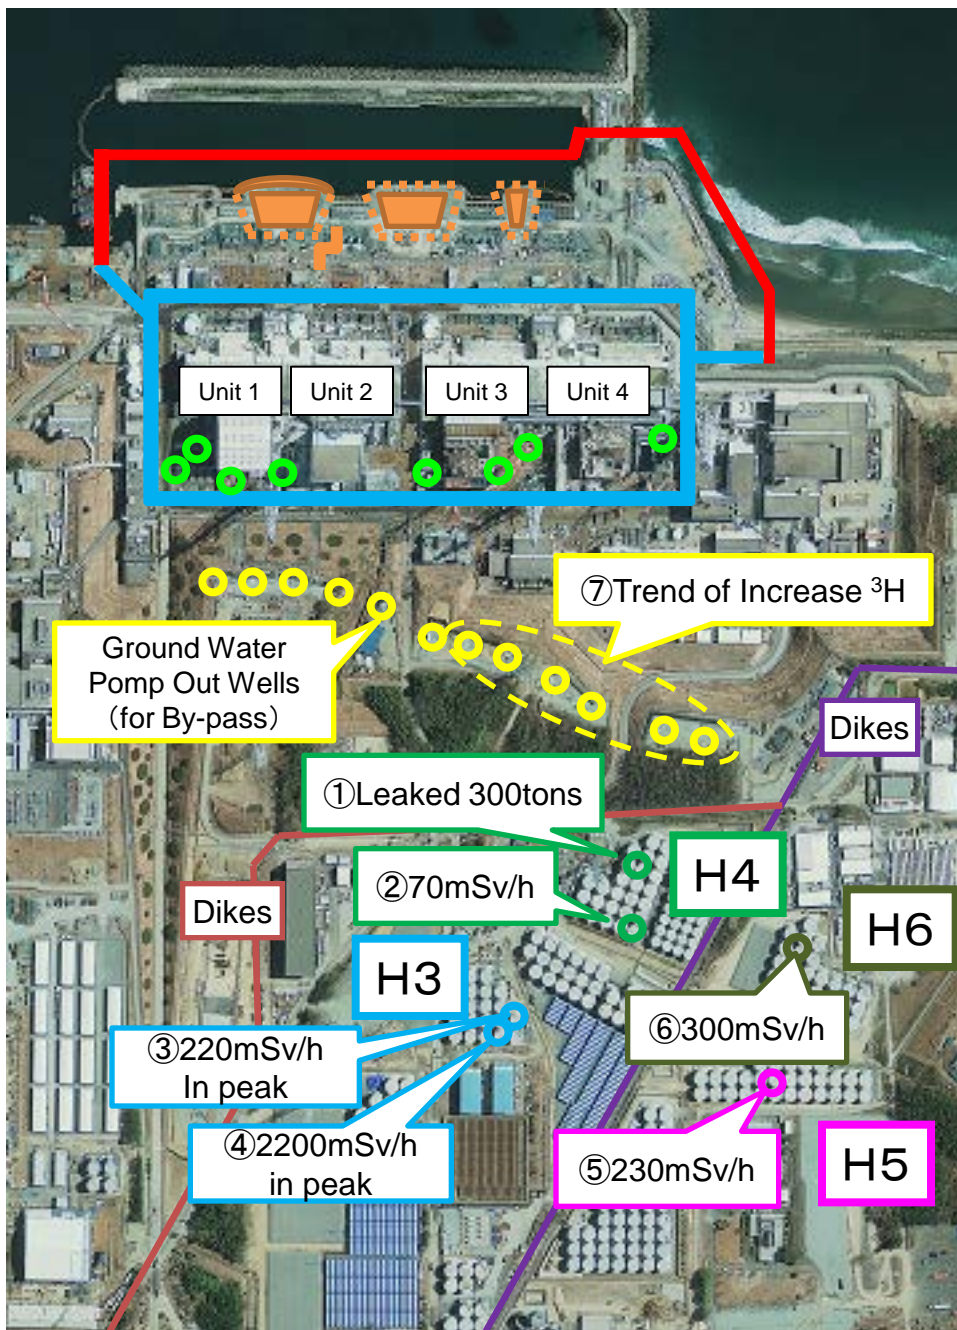 Unit 1
Unit 2
Unit 3
Unit 4
⑦Trend of Increase ³H
Ground Water
Pomp Out Wells
（for By-pass）
Dikes
①Leaked 300tons
H4
②70mSv/h
Dikes
H6
H3
⑥300mSv/h
③220mSv/h
In peak
④2200mSv/h
in peak
⑤230mSv/h
H5